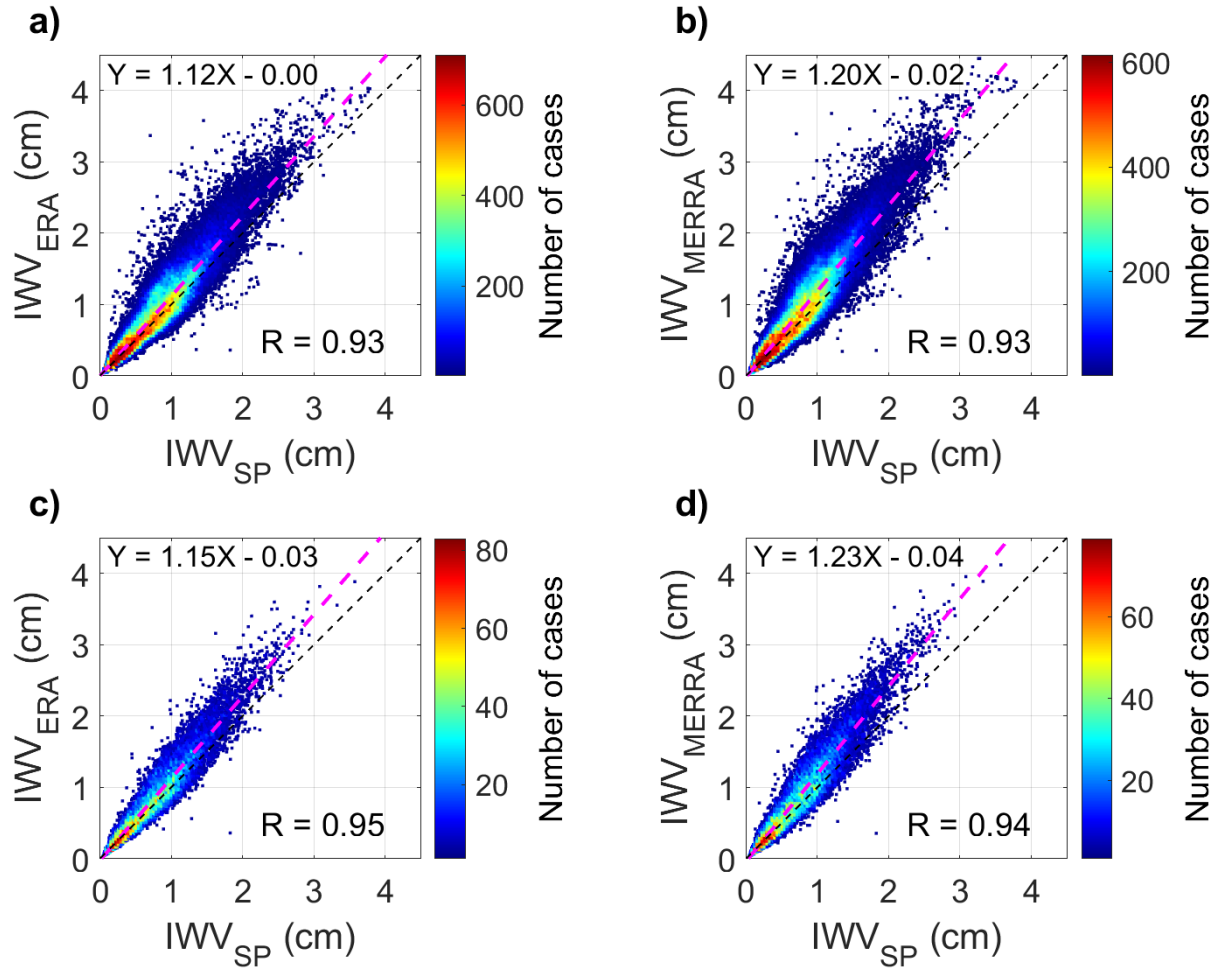 a)
Y = 1.12X - 0.00
R = 0.93
IWV_ERA (cm)
4
3
2
1
0
0 1 2 3 4
IWV_SP (cm)
600
400
200
Number of cases
b)
Y = 1.20X - 0.02
R = 0.93
IWV_MERRA (cm)
4
3
2
1
0
0 1 2 3 4
IWV_SP (cm)
600
400
200
Number of cases
c)
Y = 1.15X - 0.03
R = 0.95
IWV_ERA (cm)
4
3
2
1
0
0 1 2 3 4
IWV_SP (cm)
80
60
40
20
Number of cases
d)
Y = 1.23X - 0.04
R = 0.94
IWV_MERRA (cm)
4
3
2
1
0
0 1 2 3 4
IWV_SP (cm)
60
40
20
Number of cases